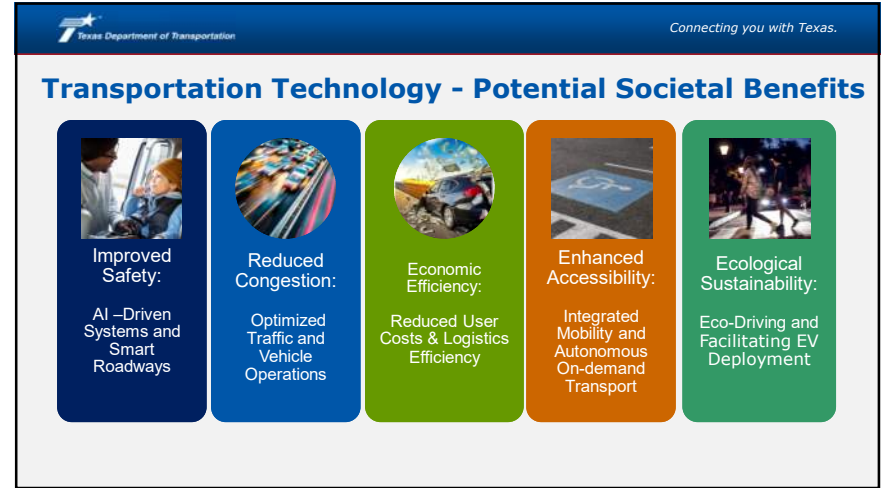 Texas Department of Transportation
Connecting you with Texas.
Transportation Technology - Potential Societal Benefits
Improved
Safety:
AI –Driven
Systems and
Smart
Roadways
Reduced
Congestion:
Optimized
Traffic and
Vehicle
Operations
Economic
Efficiency:
Reduced User
Costs & Logistics
Efficiency
Enhanced
Accessibility:
Integrated
Mobility and
Autonomous
On-demand
Transport
Ecological
Sustainability:
Eco-Driving and
Facilitating EV
Deployment